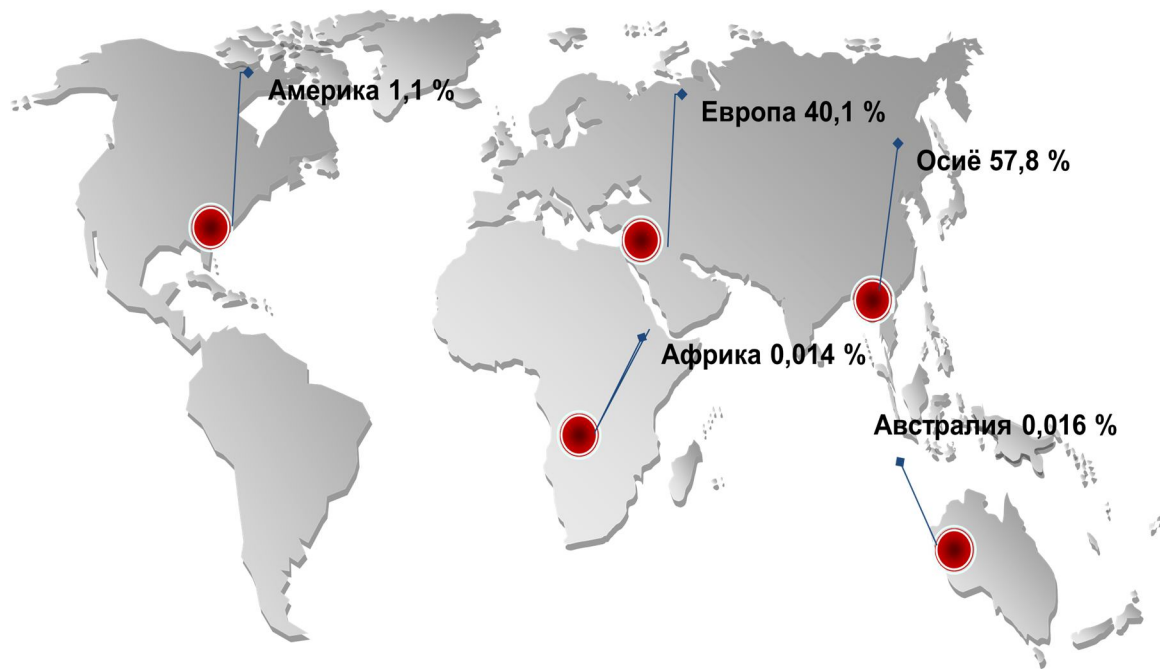 Америка 1,1 %
Европа 40,1 %
Осиё 57,8 %
Африка 0,014 %
Австралия 0,016 %